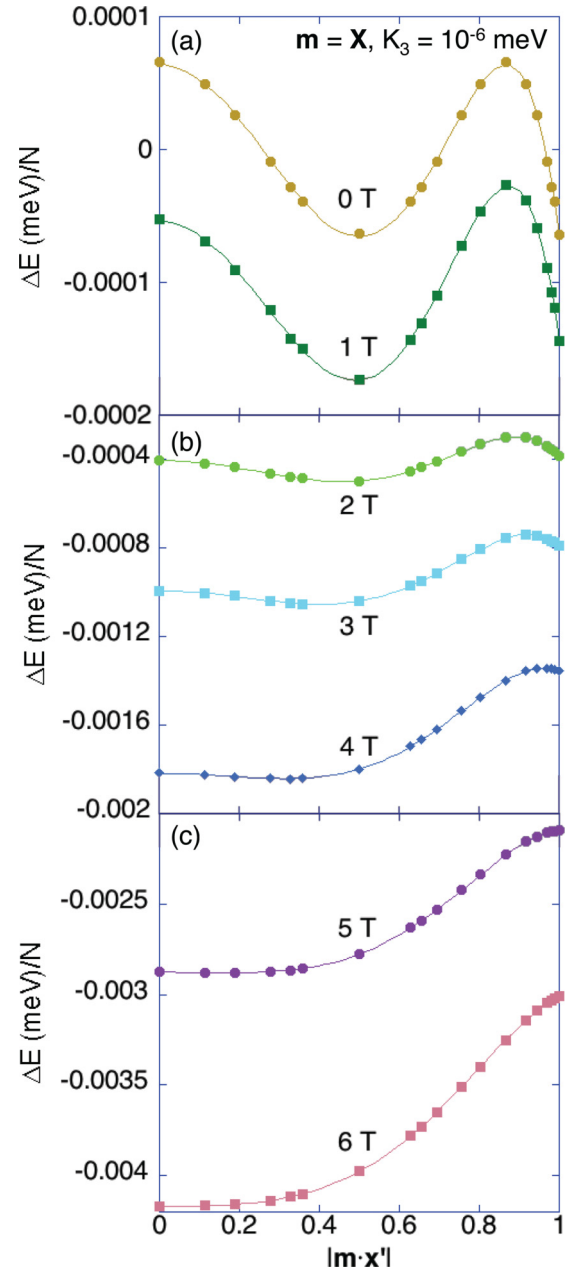 0.0001
(a)
m = X, K3 = 10-6 meV
0
ΔE (meV)/N
0 T
-0.0001
1 T
-0.0002
(b)
-0.0004
2 T
-0.0008
ΔE (meV)/N
3 T
-0.0012
-0.0016
4 T
-0.002
(c)
-0.0025
5 T
-0.003
ΔE (meV)/N
-0.0035
6 T
-0.004
0 0.2 0.4 0.6 0.8 1
|m·x'|